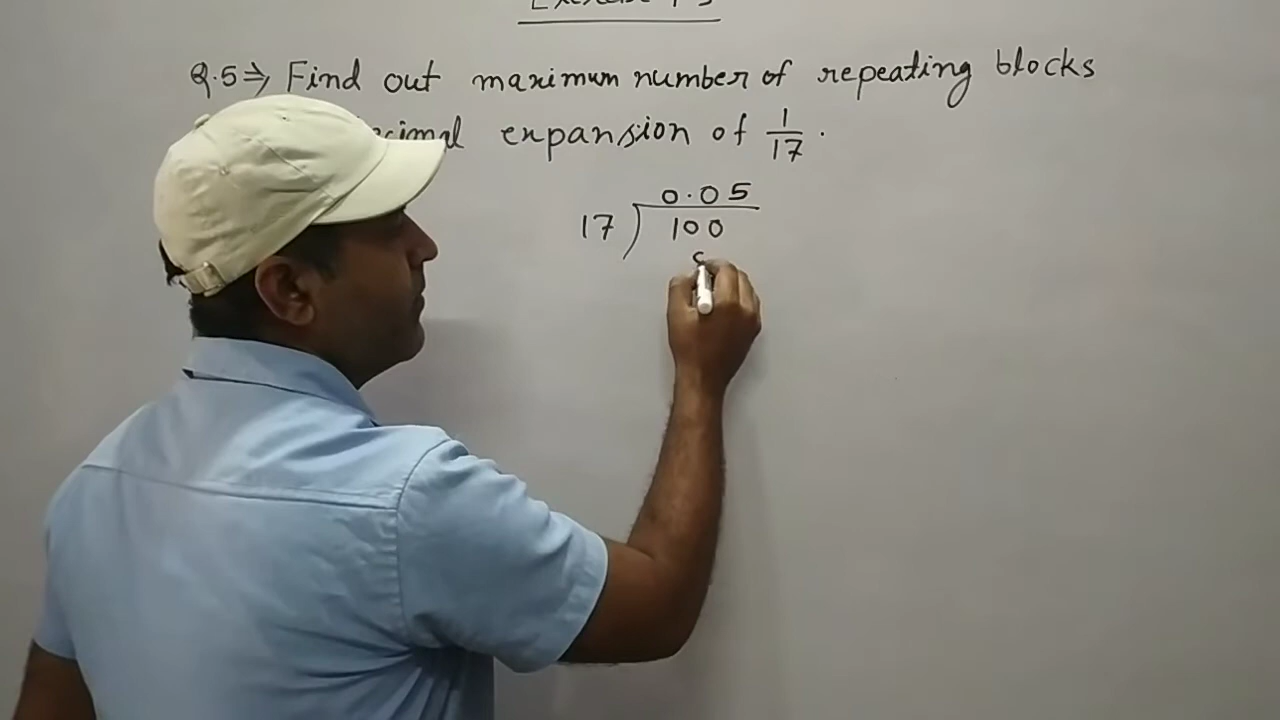 Q.5⇒ Find out maximum number of repeating blocks
expansion of 1/17.
0.05
17 ) 100